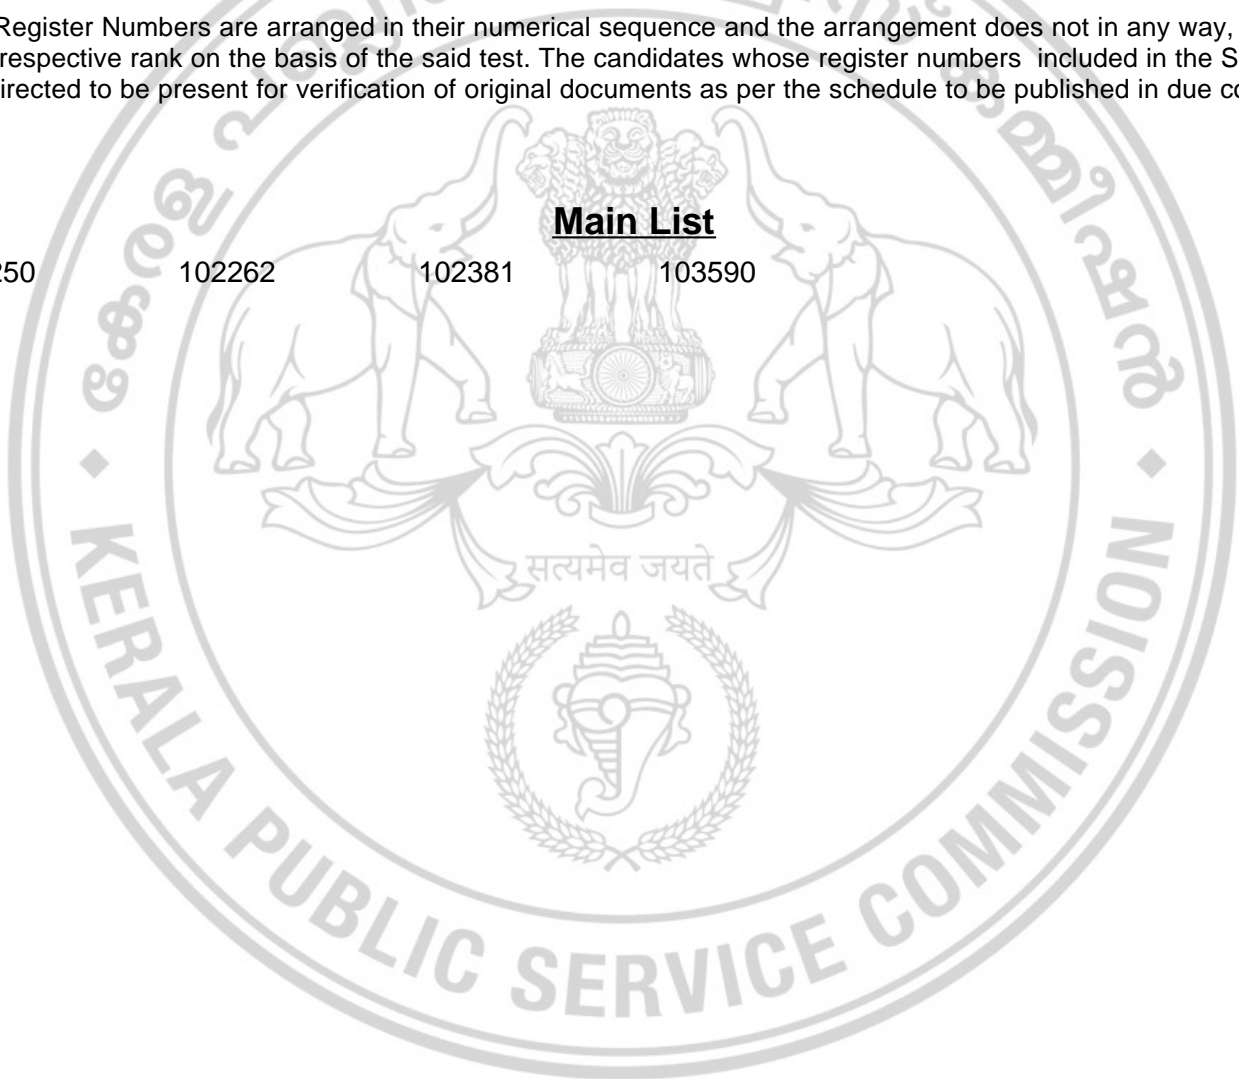 Register Numbers are arranged in their numerical sequence and the arrangement does not in any way,
respective rank on the basis of the said test. The candidates whose register numbers included in the S
irected to be present for verification of original documents as per the schedule to be published in due co
Main List
250 102262 102381 103590
കേരള
കമ്മിഷൻ
सत्यमेव जयते
KERALA PUBLIC SERVICE COMMISSION